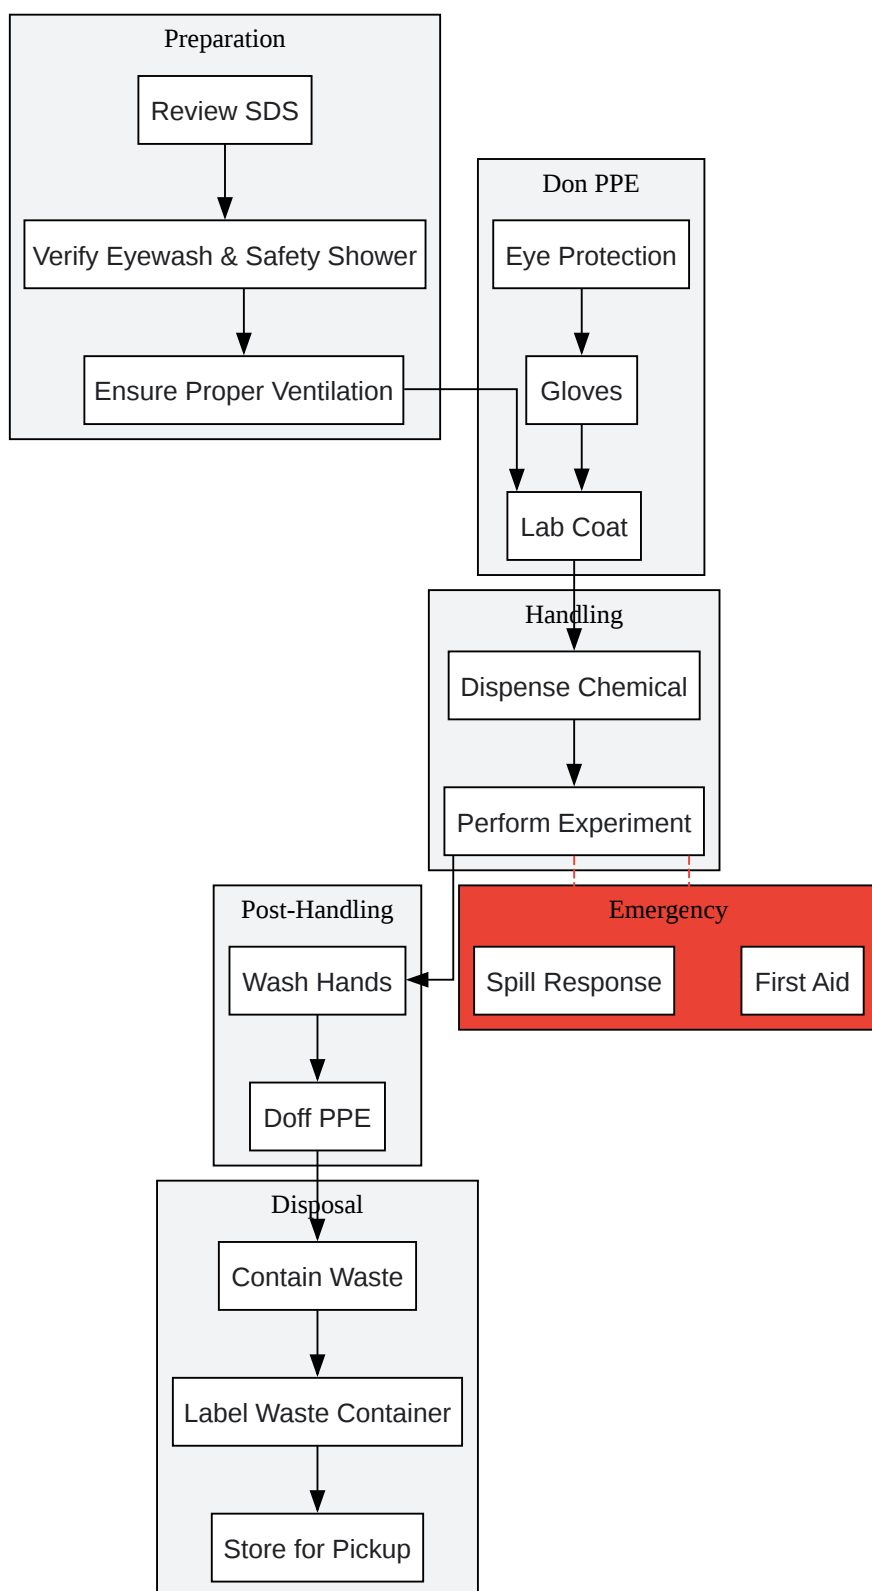 Preparation
Review SDS
Verify Eyewash & Safety Shower
Ensure Proper Ventilation
Don PPE
Eye Protection
Gloves
Lab Coat
Handling
Dispense Chemical
Perform Experiment
Emergency
Spill Response
First Aid
Post-Handling
Wash Hands
Doff PPE
Disposal
Contain Waste
Label Waste Container
Store for Pickup